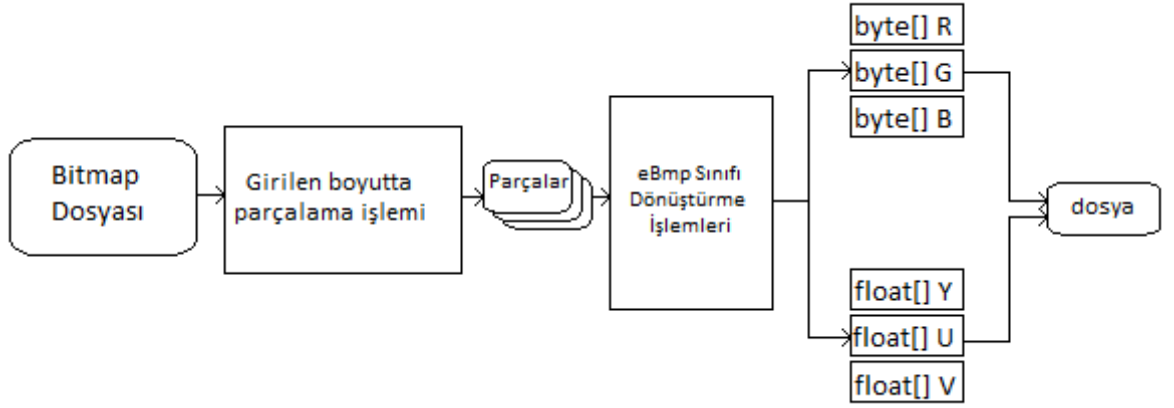 Bitmap
Dosyası
Girilen boyutta
parçalama işlemi
Parçalar
eBmp Sınıfı
Dönüştürme
İşlemleri
byte[] R
byte[] G
byte[] B
float[] Y
float[] U
float[] V
dosya